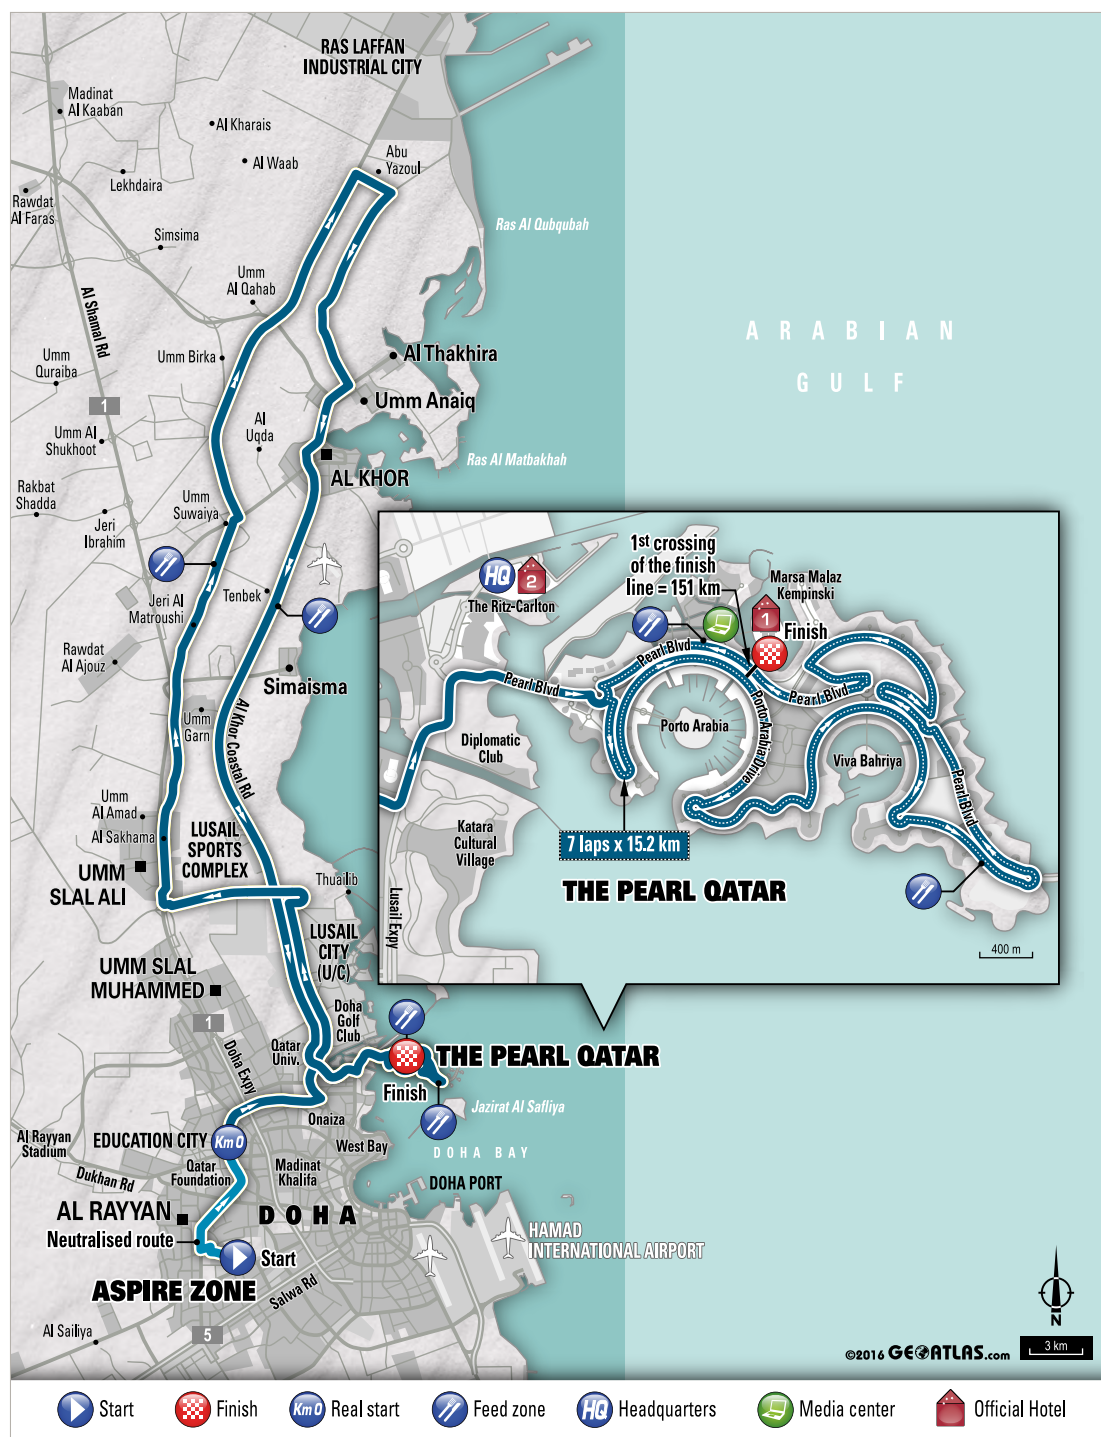 RAS LAFFAN
INDUSTRIAL CITY
Madinat
Al Kaaban
Al Kharais
Al Waab
Abu
Yazoul
Lekhdaira
Rawdat
Al Faras
Simsima
Ras Al Qubqubah
Umm
Al Qahab
Al Shamal Rd
ARABIAN
GULF
Umm
Quraiba
Umm Birka
Al Thakhira
1
Umm Anaiq
Al
Uqda
Umm Al
Shukhoot
Ras Al Matbakhah
AL KHOR
Rakbat
Shadda
Umm
Suwaiya
Jeri
Ibrahim
Tenbek
Jeri Al
Matroushi
Rawdat
Al Ajouz
Simaisma
Umm
Garn
Al Khor Coastal Rd
Umm
Al Amad
Al Sakhama
LUSAIL
SPORTS
COMPLEX
UMM
SLAL ALI
Thuailib
LUSAIL
CITY
(U/C)
UMM SLAL
MUHAMMED
1
Doha
Golf
Club
Qatar
Univ.
Doha Expy
THE PEARL QATAR
Finish
Jazirat Al Safliya
Onaiza
West Bay
DOHA BAY
Al Rayyan
Stadium
EDUCATION CITY
Km 0
Qatar
Foundation
Madinat
Khalifa
Dukhan Rd
DOHA PORT
AL RAYYAN
DOHA
Neutralised route
HAMAD
INTERNATIONAL AIRPORT
Start
ASPIRE ZONE
Salwa Rd
Al Sailiya
5
1st crossing
of the finish
line = 151 km
HQ
2
The Ritz-Carlton
Marsa Malaz
Kempinski
1
Finish
Pearl Blvd
Pearl Blvd
Pearl Blvd
Porto Arabia
Porto Arabia Drive
Diplomatic
Club
Viva Bahriya
Pearl Blvd
Katara
Cultural
Village
7 laps x 15.2 km
THE PEARL QATAR
Lusail Expy
400 m
N
©2016 GEOATLAS.com
3 km
Start
Finish
Km 0
Real start
Feed zone
HQ
Headquarters
Media center
Official Hotel